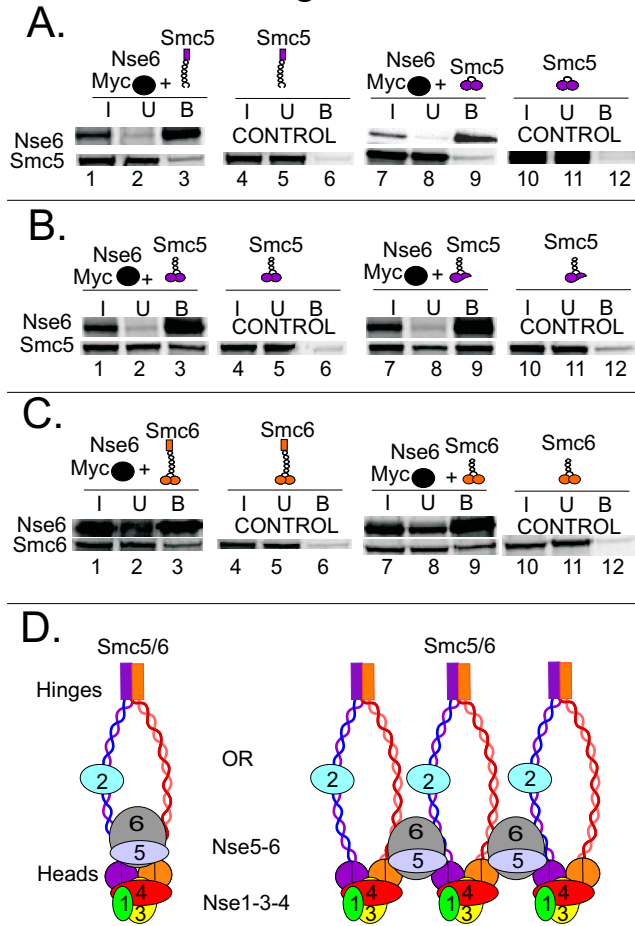 A.
Nse6 Smc5 Smc5 Nse6 Smc5 Smc5
Myc + Myc +
I U B I U B I U B I U B
Nse6 CONTROL CONTROL
Smc5
1 2 3 4 5 6 7 8 9 10 11 12
B.
Nse6 Smc5 Smc5 Nse6 Smc5 Smc5
Myc + Myc +
I U B I U B I U B I U B
Nse6 CONTROL CONTROL
Smc5
1 2 3 4 5 6 7 8 9 10 11 12
C.
Nse6 Smc6 Smc6 Nse6 Smc6 Smc6
Myc + Myc +
I U B I U B I U B I U B
Nse6 CONTROL CONTROL
Smc6
1 2 3 4 5 6 7 8 9 10 11 12
D.
Smc5/6 Smc5/6
Hinges
OR
2 2 2 2
6 Nse5-6 6 6
5 5 5
Heads
4 Nse1-3-4 4 4 4
1 3 1 3 1 3 1 3